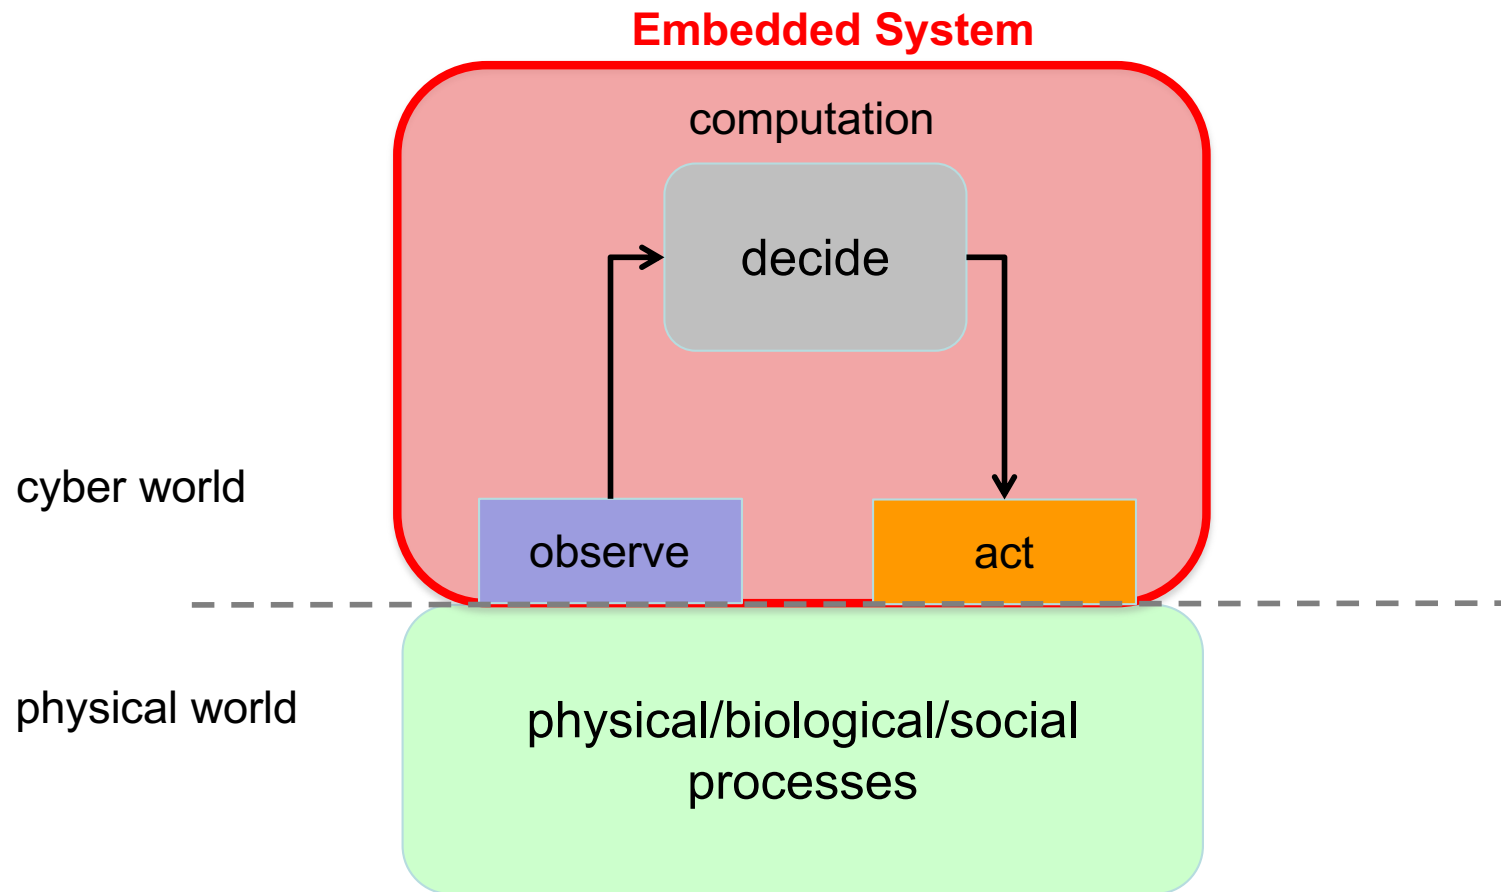 Embedded System
computation
decide
cyber world
observe
act
physical world
physical/biological/social
processes